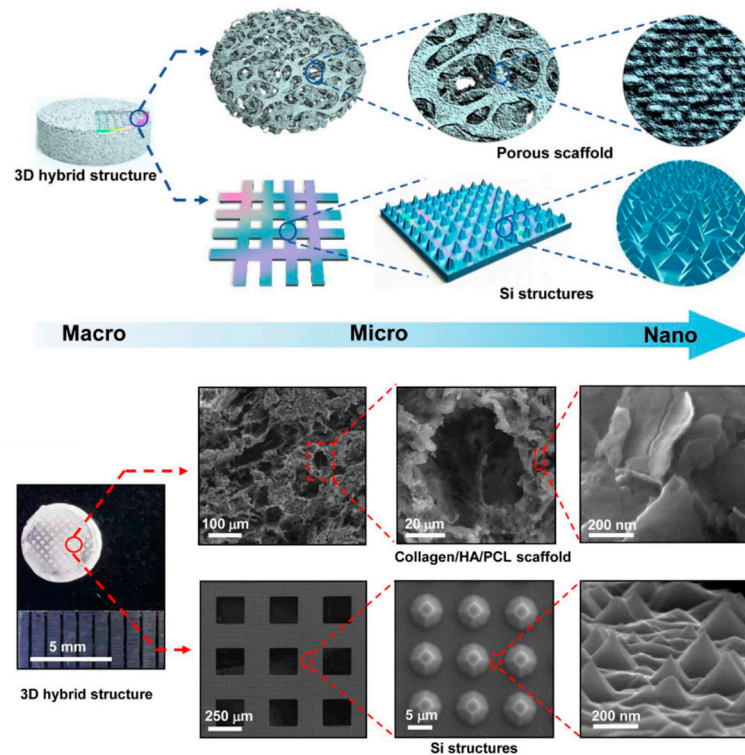 Porous scaffold
3D hybrid structure
Si structures
Macro
Micro
Nano
100 μm
20 μm
200 nm
Collagen/HA/PCL scaffold
5 mm
3D hybrid structure
250 μm
5 μm
200 nm
Si structures